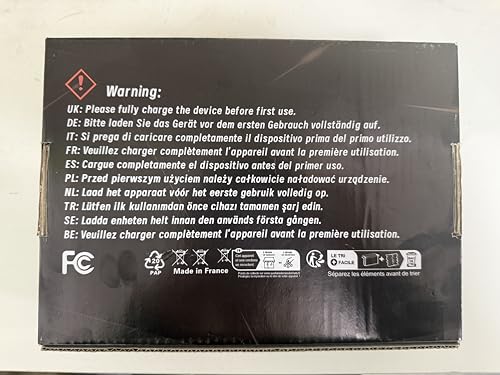 Warning:
UK: Please fully charge the device before first use.
DE: Bitte laden Sie das Gerät vor dem ersten Gebrauch vollständig auf.
IT: Si prega di caricare completamente il dispositivo prima del primo utilizzo.
FR: Veuillez charger complètement l'appareil avant la première utilisation.
ES: Cargue completamente el dispositivo antes del primer uso.
PL: Przed pierwszym użyciem należy całkowicie naładować urządzenie.
NL: Laad het apparaat vóór het eerste gebruik volledig op.
TR: Lütfen ilk kullanımdan önce cihazı tamamen şarj edin.
SE: Ladda enheten helt innan den används första gången.
BE: Veuillez charger complètement l'appareil avant la première utilisation.
FC
20
PAP
Made in France
FR
Cet appareil
LE TRI
+ FACILE
Séparez les éléments avant de trier